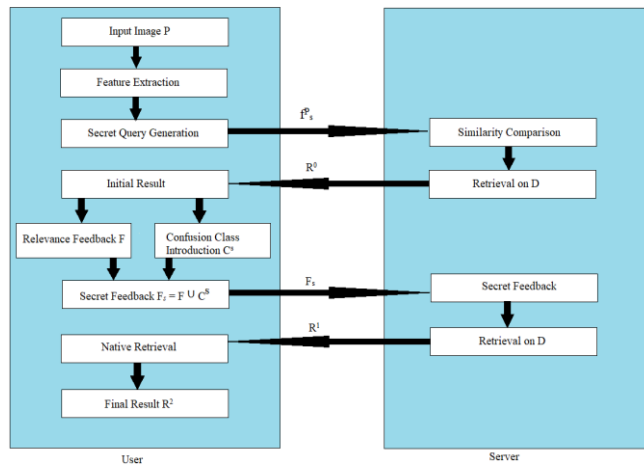 Input Image P
Feature Extraction
Secret Query Generation
fᴾₛ
Similarity Comparison
Initial Result
R⁰
Retrieval on D
Relevance Feedback F
Confusion Class
Introduction Cˢ
Secret Feedback Fₛ = F ∪ Cˢ
Fₛ
Secret Feedback
Native Retrieval
R¹
Retrieval on D
Final Result R²
User
Server